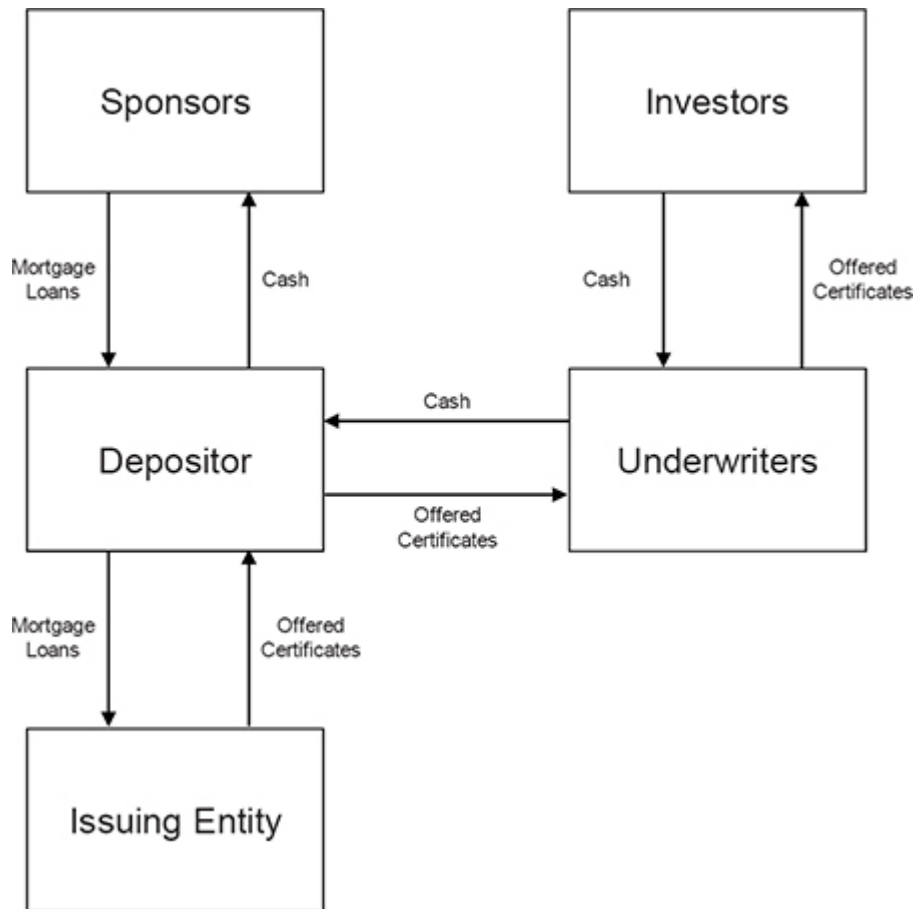 Sponsors
Investors
Mortgage
Loans
Cash
Cash
Offered
Certificates
Depositor
Cash
Offered
Certificates
Underwriters
Mortgage
Loans
Offered
Certificates
Issuing Entity